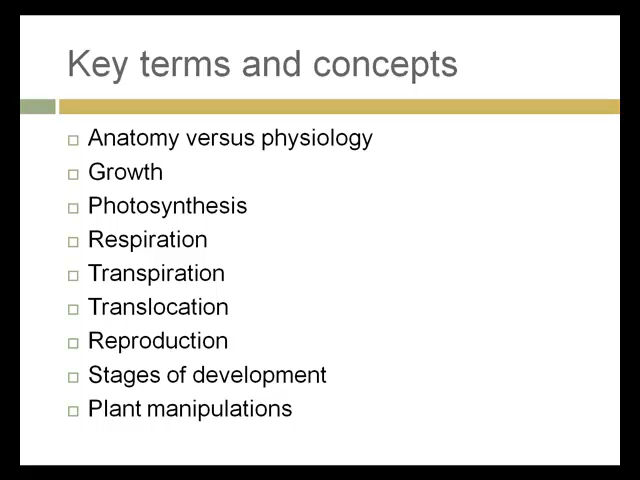 Key terms and concepts
Anatomy versus physiology
Growth
Photosynthesis
Respiration
Transpiration
Translocation
Reproduction
Stages of development
Plant manipulations